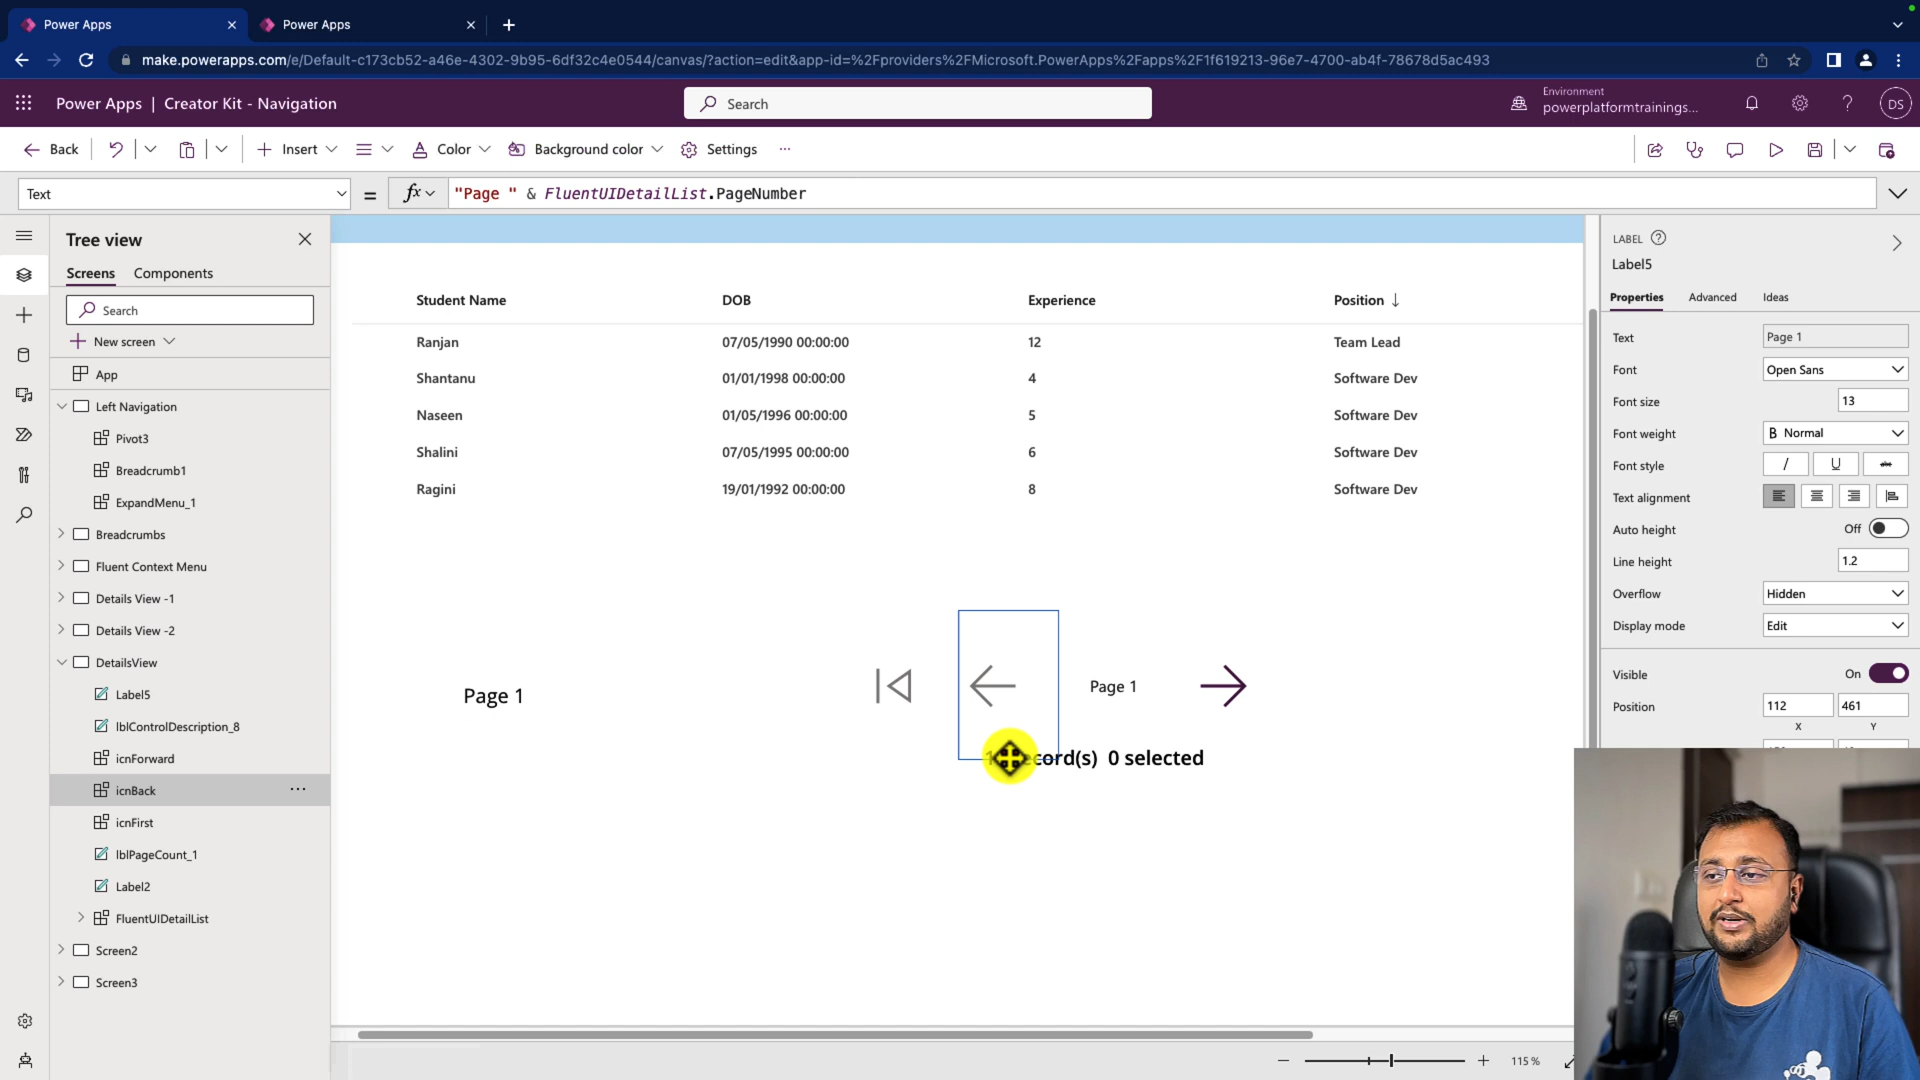 Power Apps
Power Apps
make.powerapps.com/e/Default-c173cb52-a46e-4302-9b95-6df32c4e0544/canvas/?action=edit&app-id=%2Fproviders%2FMicrosoft.PowerApps%2Fapps%2F1f619213-96e7-4700-ab4f-78678d5ac493
Power Apps | Creator Kit - Navigation
Search
Environment
powerplatformtrainings...
DS
Back
Insert
Color
Background color
Settings
Text
= fx "Page " & FluentUIDetailList.PageNumber
Tree view
Screens Components
Search
New screen
App
Left Navigation
Pivot3
Breadcrumb1
ExpandMenu_1
Breadcrumbs
Fluent Context Menu
Details View -1
Details View -2
DetailsView
Label5
lblControlDescription_8
icnForward
icnBack
icnFirst
lblPageCount_1
Label2
FluentUIDetailList
Screen2
Screen3
Student Name DOB Experience Position
Ranjan 07/05/1990 00:00:00 12 Team Lead
Shantanu 01/01/1998 00:00:00 4 Software Dev
Naseen 01/05/1996 00:00:00 5 Software Dev
Shalini 07/05/1995 00:00:00 6 Software Dev
Ragini 19/01/1992 00:00:00 8 Software Dev
Page 1
Page 1
0 selected
115 %
LABEL
Label5
Properties Advanced Ideas
Text Page 1
Font Open Sans
Font size 13
Font weight B Normal
Font style / U abc
Text alignment
Auto height Off
Line height 1.2
Overflow Hidden
Display mode Edit
Visible On
Position 112 461
X Y